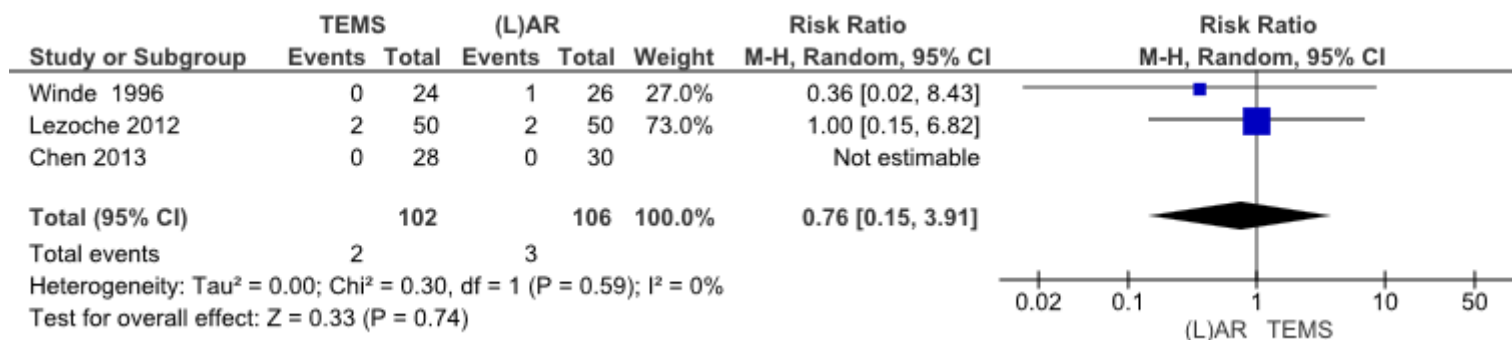 TEMS (L)AR Risk Ratio Risk Ratio
Study or Subgroup Events Total Events Total Weight M-H, Random, 95% CI M-H, Random, 95% CI
Winde 1996 0 24 1 26 27.0% 0.36 [0.02, 8.43]
Lezoche 2012 2 50 2 50 73.0% 1.00 [0.15, 6.82]
Chen 2013 0 28 0 30 Not estimable
Total (95% CI) 102 106 100.0% 0.76 [0.15, 3.91]
Total events 2 3
Heterogeneity: Tau² = 0.00; Chi² = 0.30, df = 1 (P = 0.59); I² = 0%
Test for overall effect: Z = 0.33 (P = 0.74)
0.02 0.1 1 10 50
(L)AR TEMS